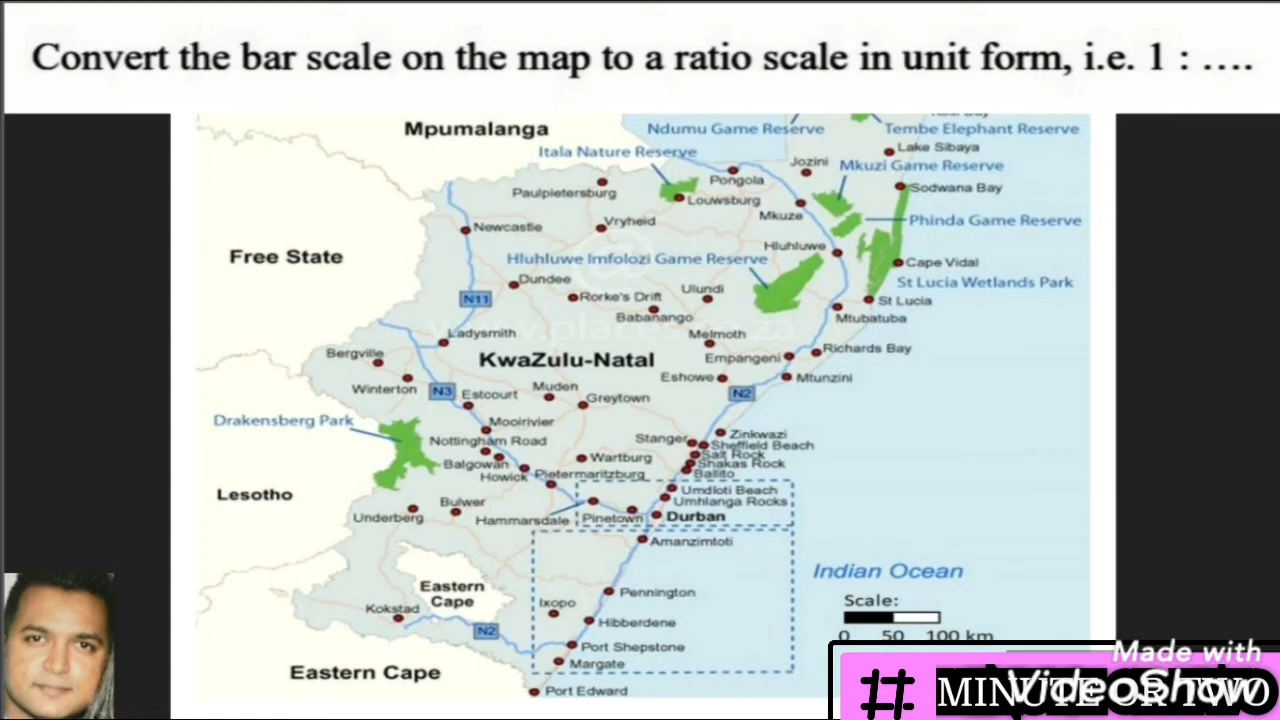 Convert the bar scale on the map to a ratio scale in unit form, i.e. 1 : ….
Mpumalanga
Ndumu Game Reserve
Tembe Elephant Reserve
Itala Nature Reserve
Lake Sibaya
Jozini
Mkuzi Game Reserve
Pongola
Paulpietersburg
Louwsburg
Sodwana Bay
Mkuze
Phinda Game Reserve
Newcastle
Vryheid
Hluhluwe
Free State
Hluhluwe Imfolozi Game Reserve
Cape Vidal
Dundee
St Lucia Wetlands Park
Ulundi
N11
Rorke's Drift
St Lucia
Babanango
Mtubatuba
Ladysmith
Melmoth
Bergville
KwaZulu-Natal
Empangeni
Richards Bay
Eshowe
Mtunzini
Winterton
N3
Estcourt
Muden
Greytown
N2
Drakensberg Park
Mooirivier
Nottingham Road
Stanger
Zinkwazi
Sheffield Beach
Salt Rock
Balgowan
Wartburg
Shakas Rock
Howick
Pietermaritzburg
Ballito
Lesotho
Umdloti Beach
Bulwer
Umhlanga Rocks
Underberg
Hammarsdale
Pinetown
Durban
Amanzimtoti
Indian Ocean
Eastern
Cape
Pennington
Ixopo
Scale:
Kokstad
Hibberdene
N2
0 50 100 km
Port Shepstone
Eastern Cape
Margate
Port Edward
Made with
VideoShow
# MINUTE OR TWO